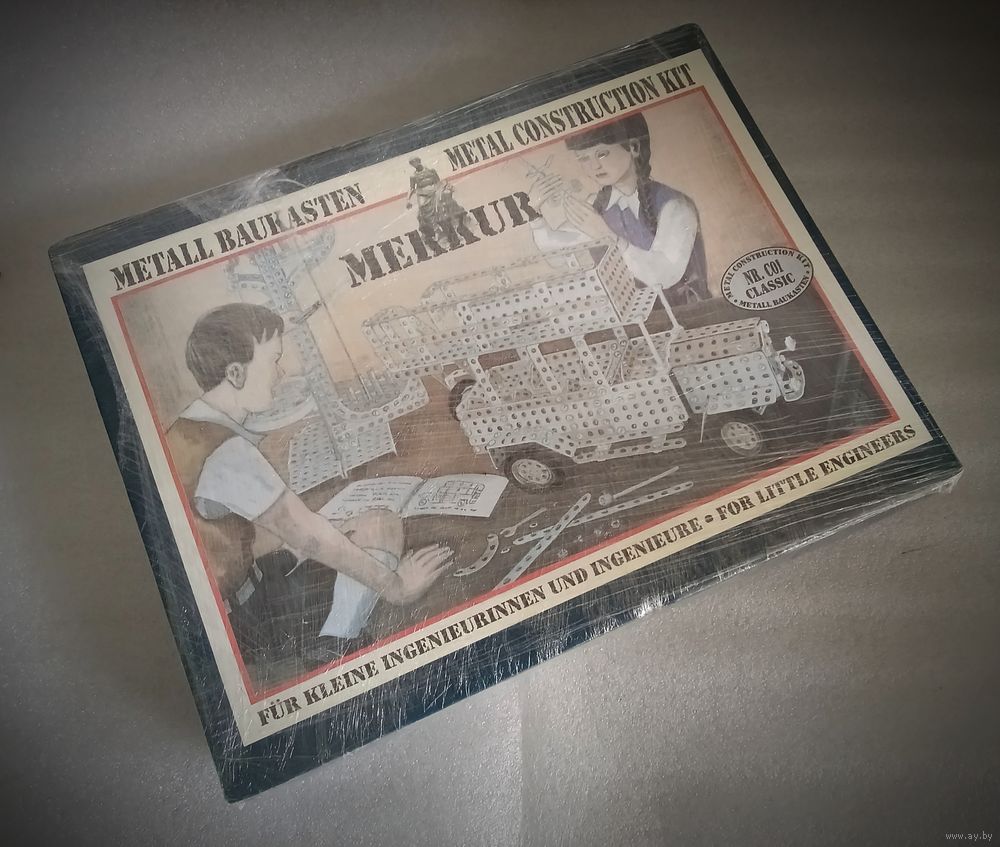 METALL BAUKASTEN
METAL CONSTRUCTION KIT
MERKUR
METAL CONSTRUCTION KIT
NR. C01
CLASSIC
METALL BAUKASTEN
FÜR KLEINE INGENIEURINNEN UND INGENIEURE • FOR LITTLE ENGINEERS
www.ay.by